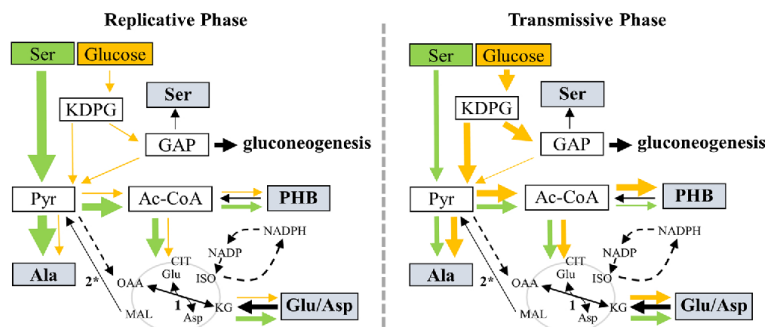 Replicative Phase
Ser
Glucose
KDPG
Ser
GAP
gluconeogenesis
Pyr
Ac-CoA
PHB
NADPH
NADP
Ala
2*
OAA
CIT
Glu
ISO
MAL
1
Asp
KG
Glu/Asp
Transmissive Phase
Ser
Glucose
KDPG
Ser
GAP
gluconeogenesis
Pyr
Ac-CoA
PHB
NADPH
NADP
Ala
2*
OAA
CIT
Glu
ISO
MAL
1
Asp
KG
Glu/Asp